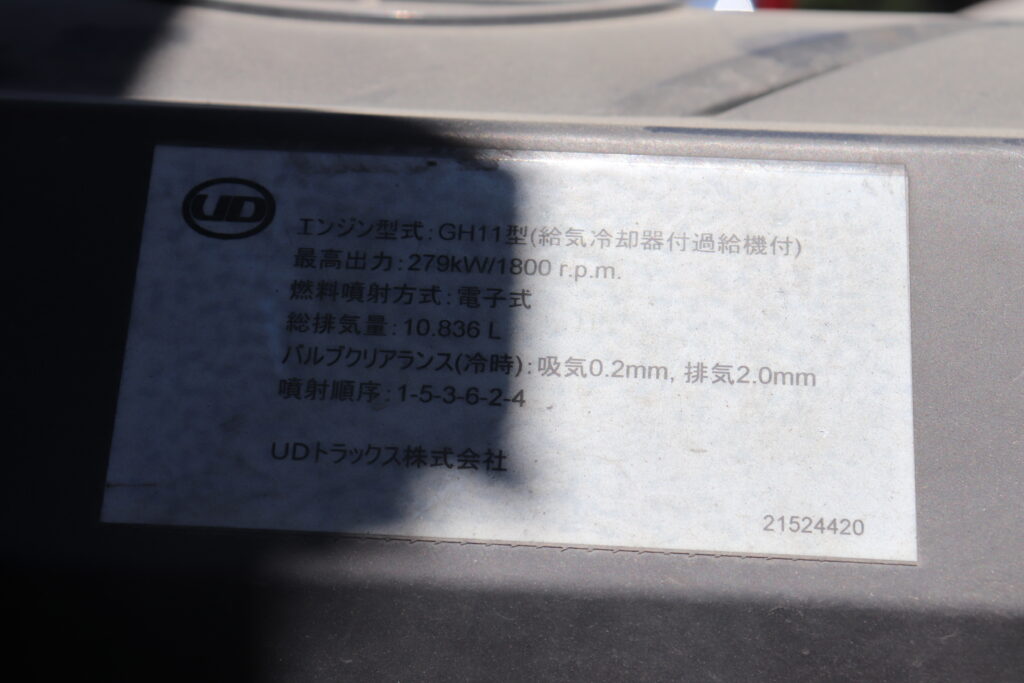 UD
エンジン型式:GH11型(給気冷却器付過給機付)
最高出力:279kW/1800 r.p.m.
燃料噴射方式:電子式
総排気量:10.836 L
バルブクリアランス(冷時):吸気0.2mm, 排気2.0mm
噴射順序:1-5-3-6-2-4
UDトラックス株式会社
21524420